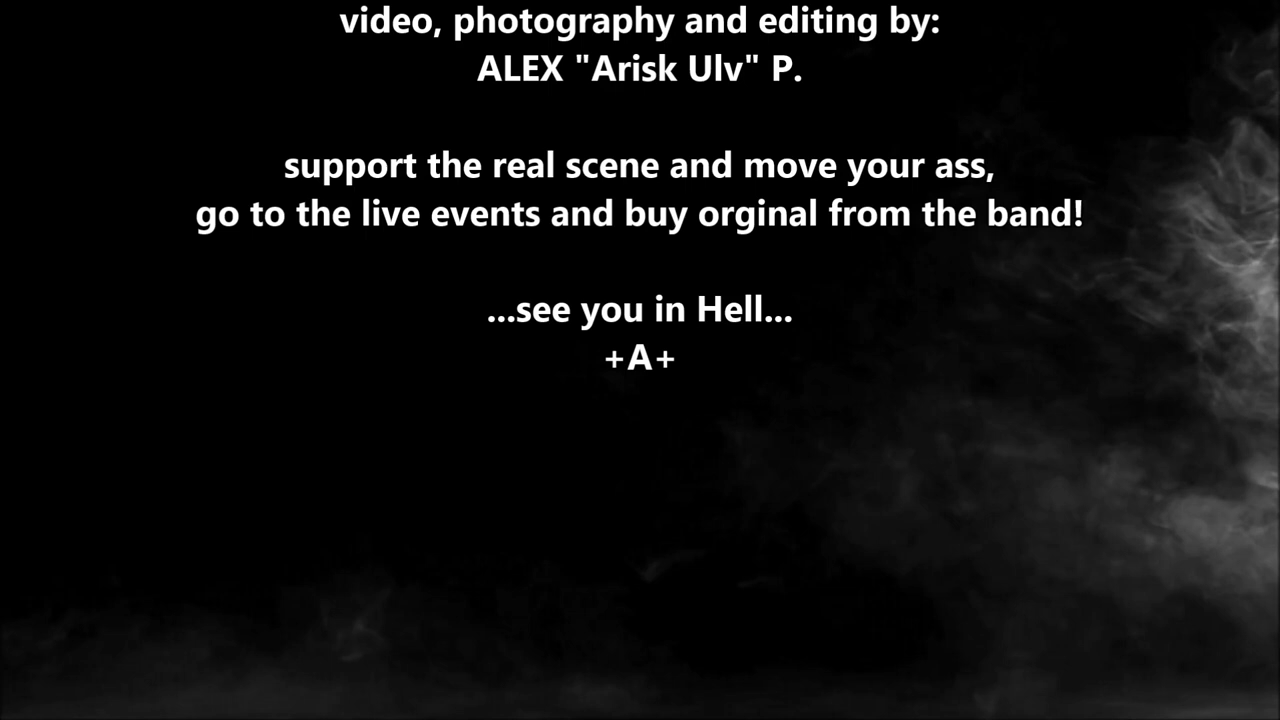 video, photography and editing by:
ALEX "Arisk Ulv" P.
support the real scene and move your ass,
go to the live events and buy orginal from the band!
...see you in Hell...
+A+